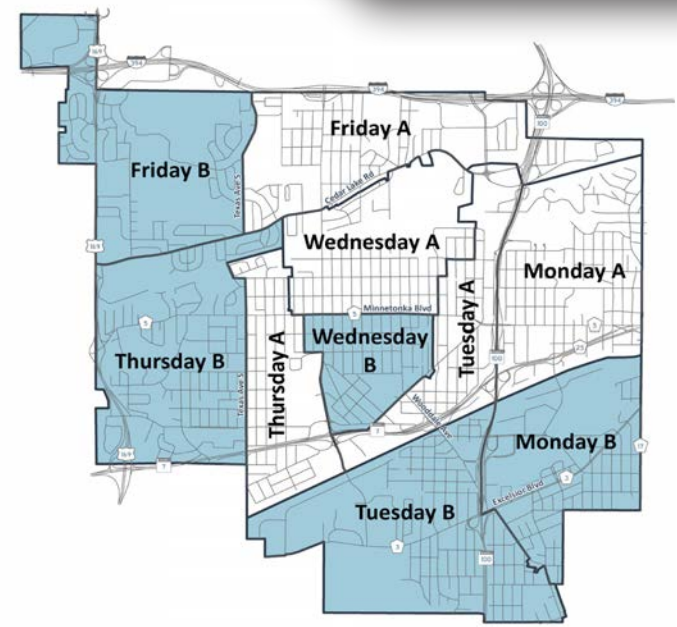 169
394
394
394
100
Friday A
Friday B
Texas Ave S
Cedar Lake Rd
169
Wednesday A
Monday A
Minnetonka Blvd
5
5
5
25
Wednesday
B
Tuesday A
Thursday B
Thursday A
100
Texas Ave S
Wooddale Ave
7
169
7
Monday B
17
Excelsior Blvd
3
Tuesday B
3
100